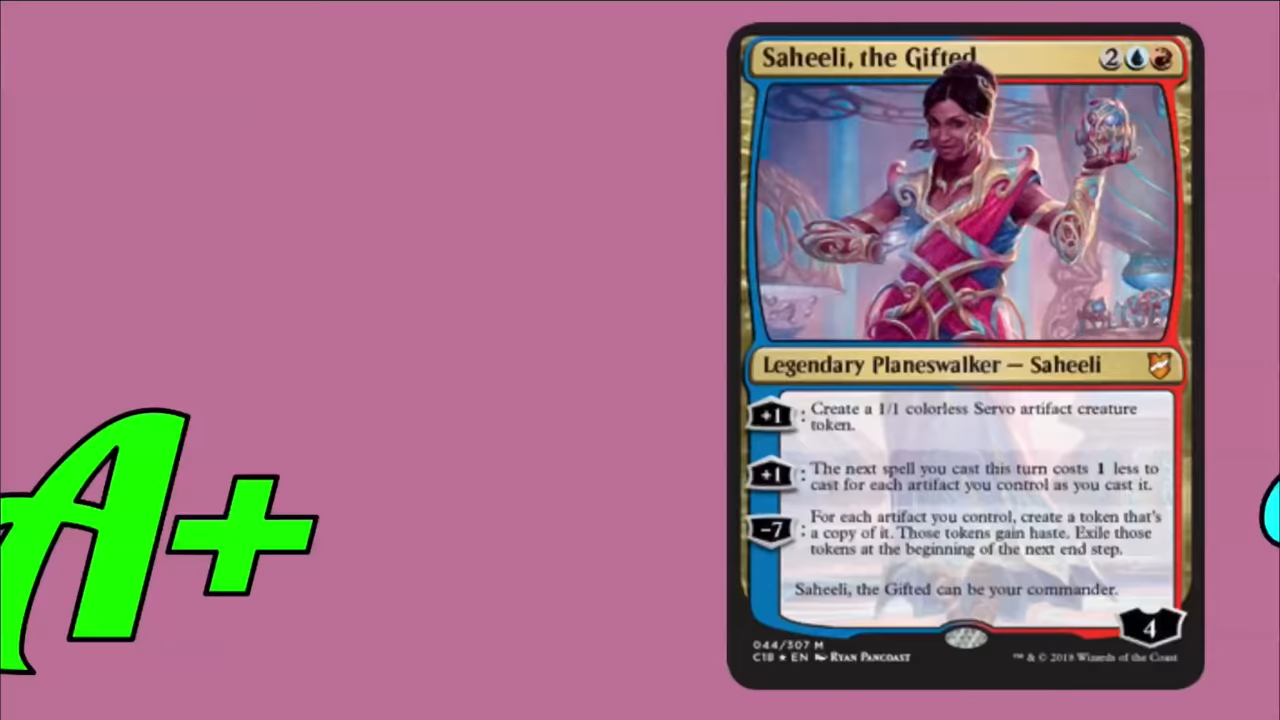 A+
Saheeli, the Gifted 2
Legendary Planeswalker — Saheeli
+1 : Create a 1/1 colorless Servo artifact creature
token.
+1 : The next spell you cast this turn costs 1 less to
cast for each artifact you control as you cast it.
-7 : For each artifact you control, create a token that's
a copy of it. Those tokens gain haste. Exile those
tokens at the beginning of the next end step.
Saheeli, the Gifted can be your commander.
4
044/307 M
C18 ★ EN Ryan Pancoast ™ & © 2018 Wizards of the Coast